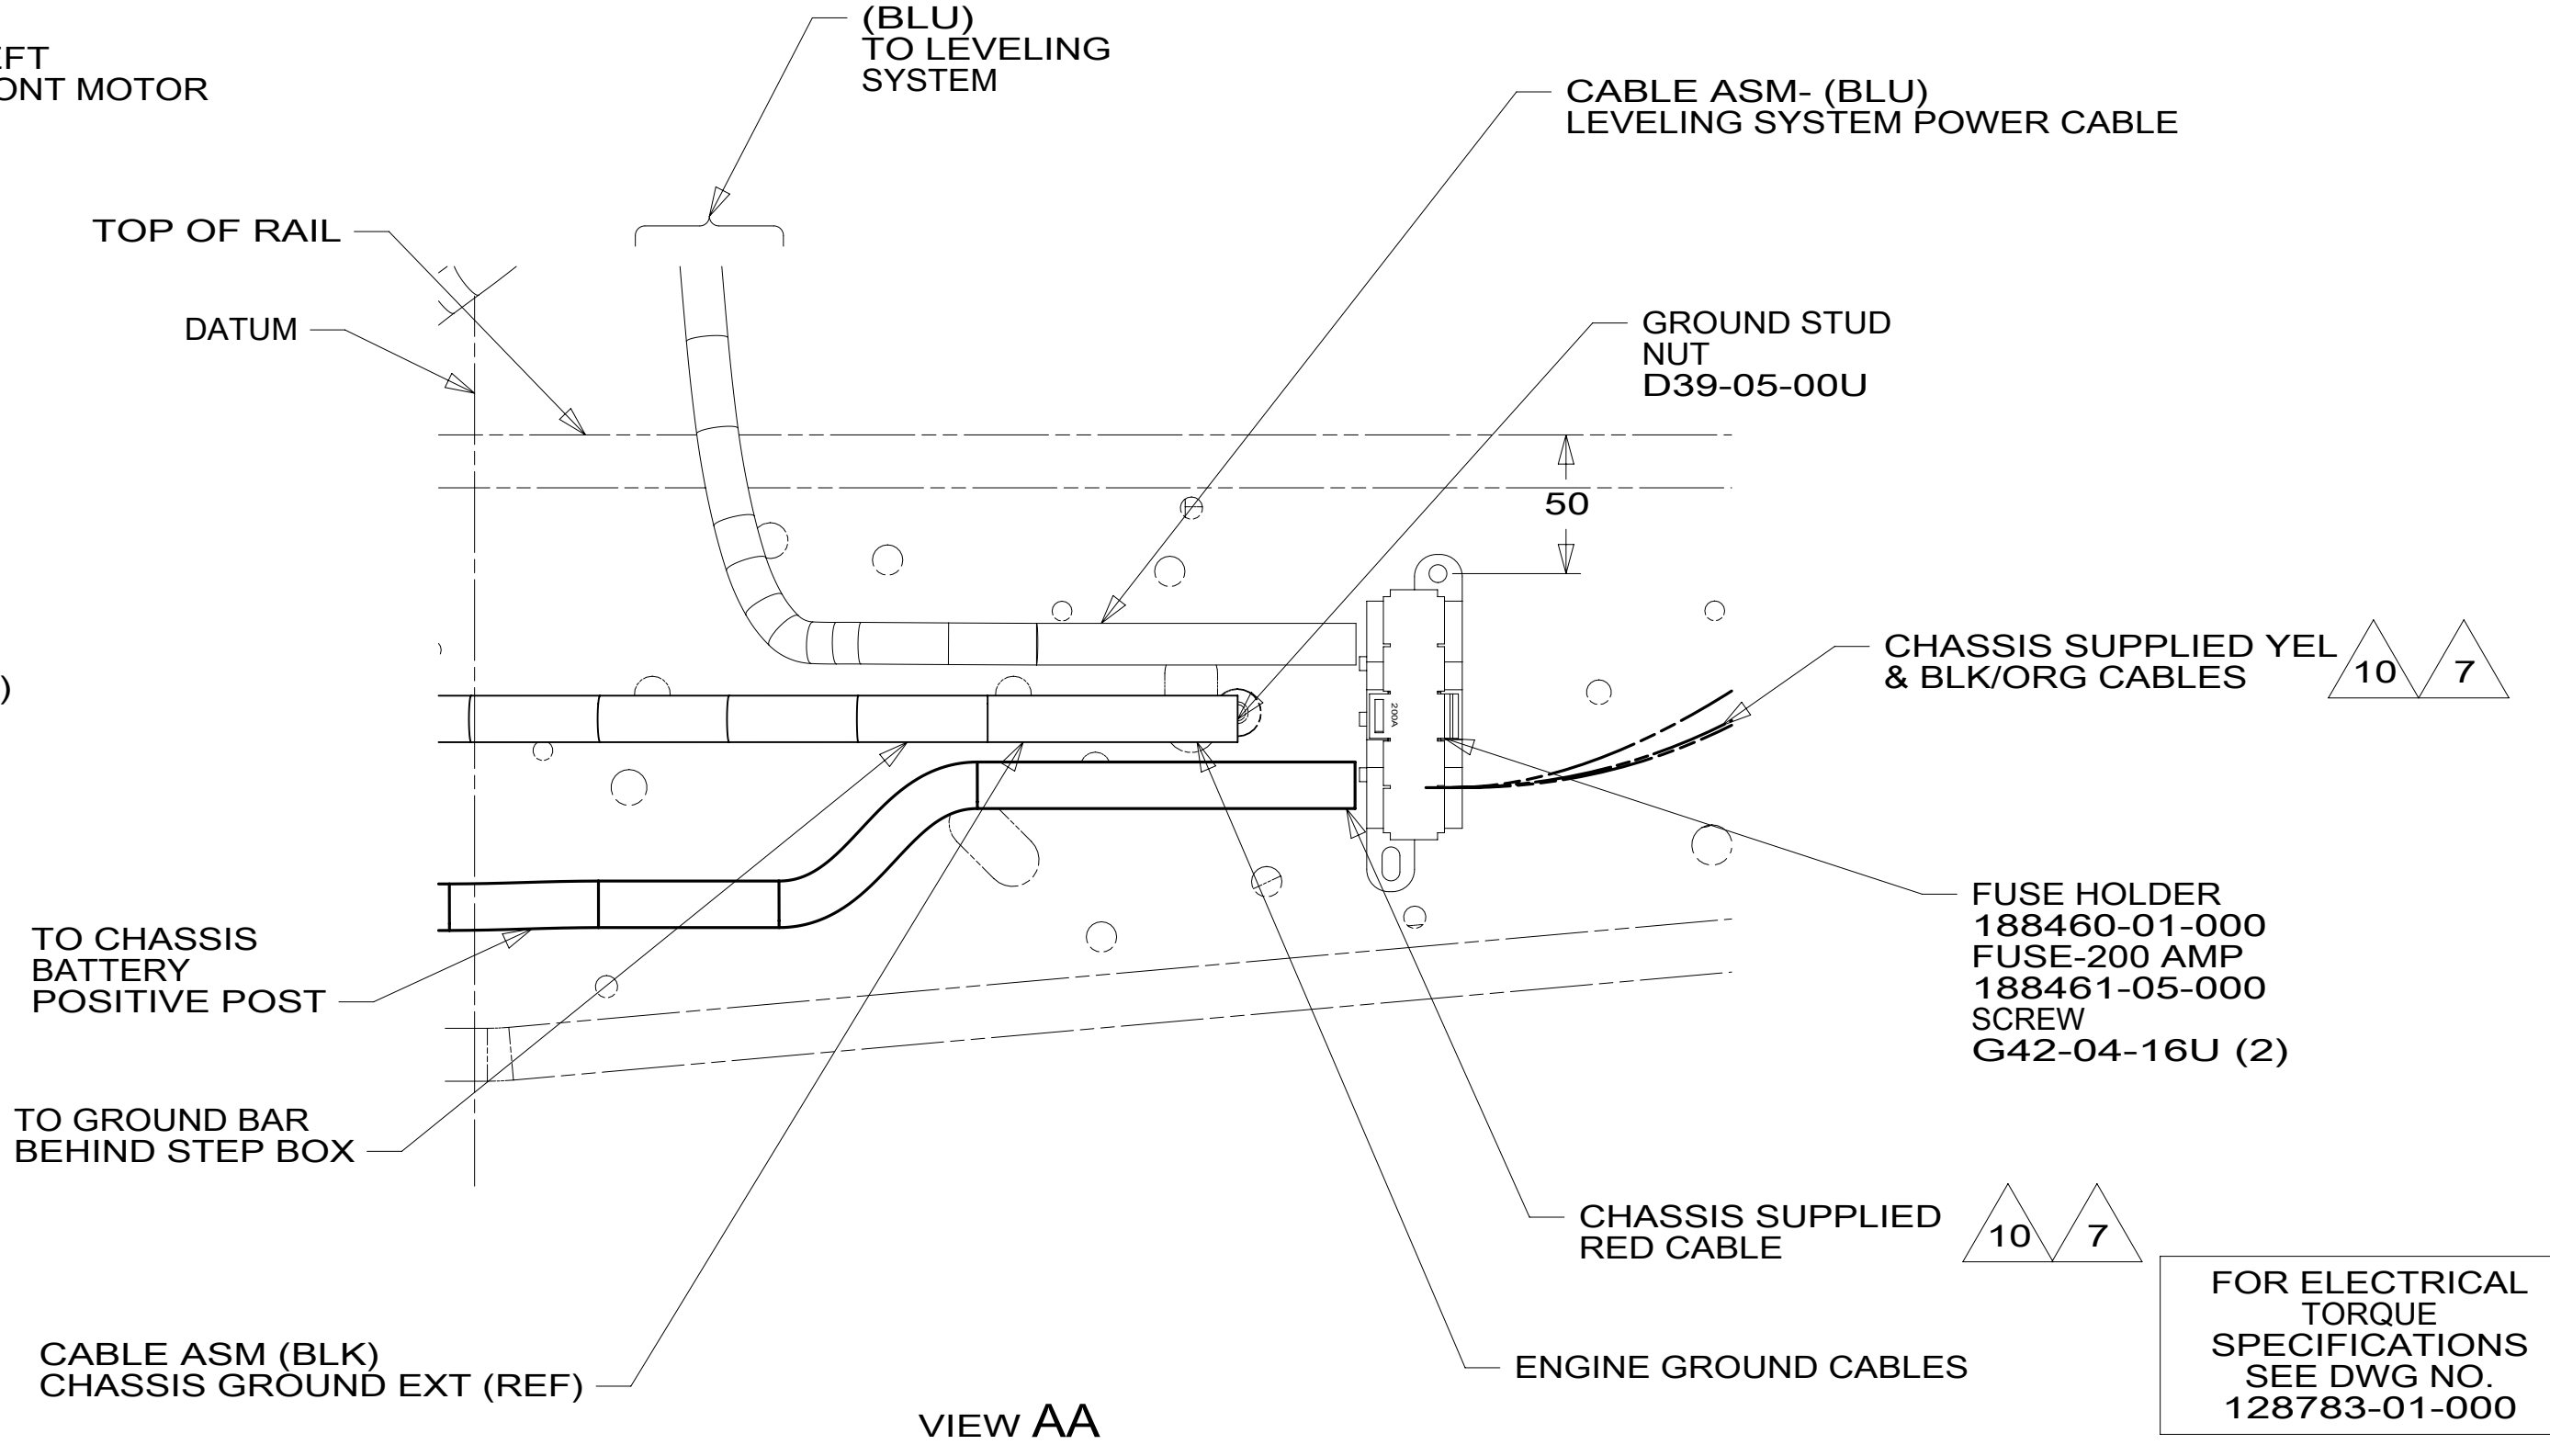 (BLU)
TO LEVELING
SYSTEM
ONT MOTOR
CABLE ASM- (BLU)
LEVELING SYSTEM POWER CABLE
TOP OF RAIL
DATUM
GROUND STUD
NUT
D39-05-00U
50
CHASSIS SUPPLIED YEL
& BLK/ORG CABLES
10 7
)
200A
FUSE HOLDER
188460-01-000
FUSE-200 AMP
188461-05-000
SCREW
G42-04-16U (2)
TO CHASSIS
BATTERY
POSITIVE POST
TO GROUND BAR
BEHIND STEP BOX
CHASSIS SUPPLIED
RED CABLE
10 7
CABLE ASM (BLK)
CHASSIS GROUND EXT (REF)
ENGINE GROUND CABLES
FOR ELECTRICAL
TORQUE
SPECIFICATIONS
SEE DWG NO.
128783-01-000
VIEW AA